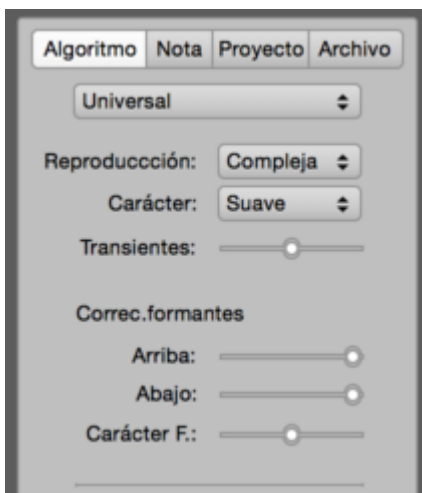 Algoritmo Nota Proyecto Archivo
Universal
Reproduccción: Compleja
Carácter: Suave
Transientes:
Correc.formantes
Arriba:
Abajo:
Carácter F.: